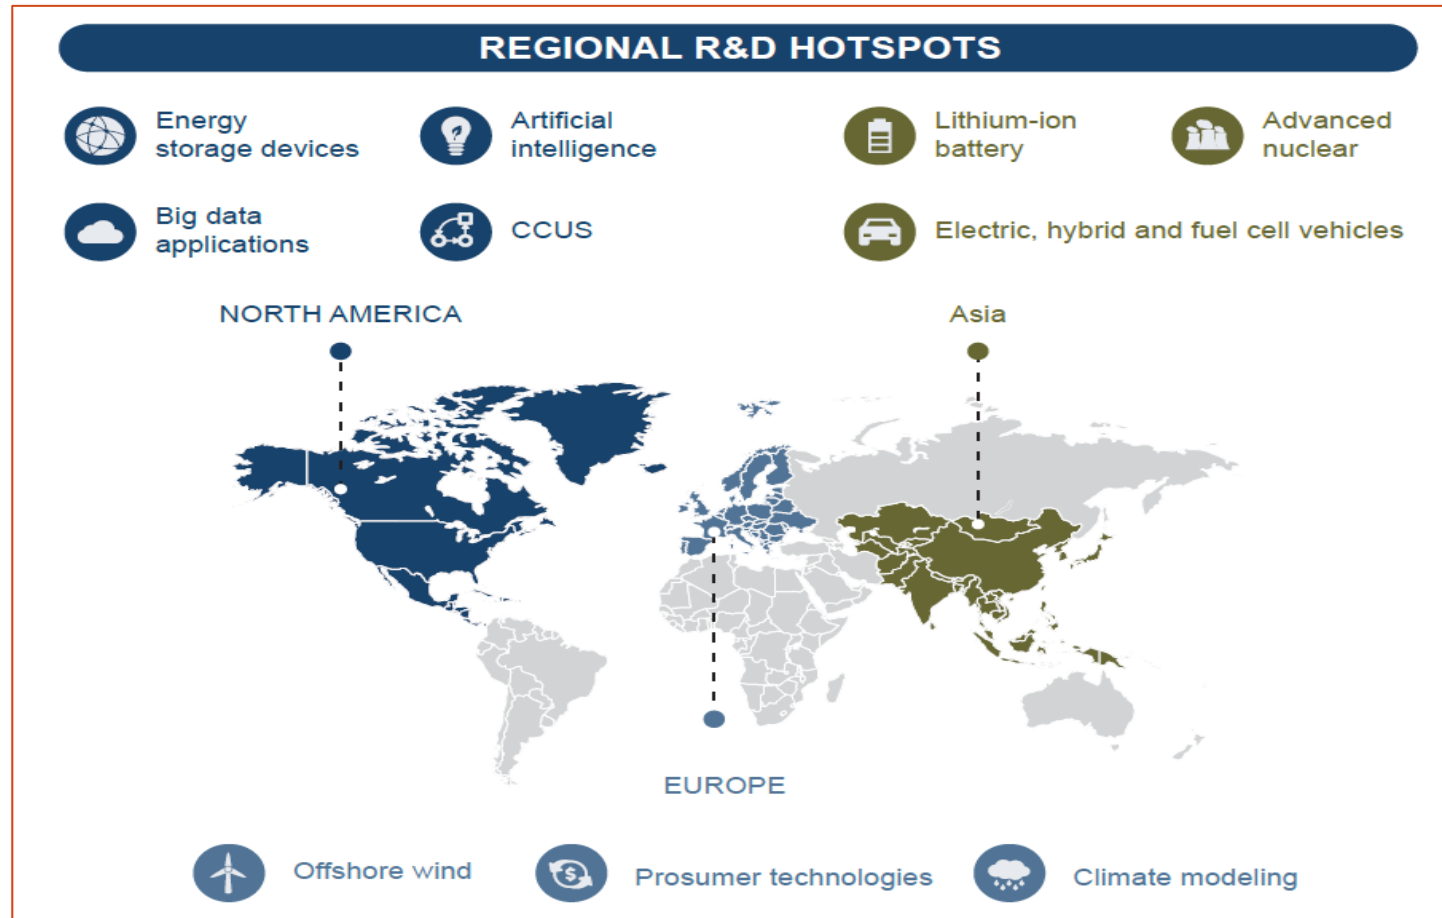 REGIONAL R&D HOTSPOTS
Energy
storage devices
Artificial
intelligence
Lithium-ion
battery
Advanced
nuclear
Big data
applications
CCUS
Electric, hybrid and fuel cell vehicles
NORTH AMERICA
Asia
$
EUROPE
Offshore wind
Prosumer technologies
Climate modeling